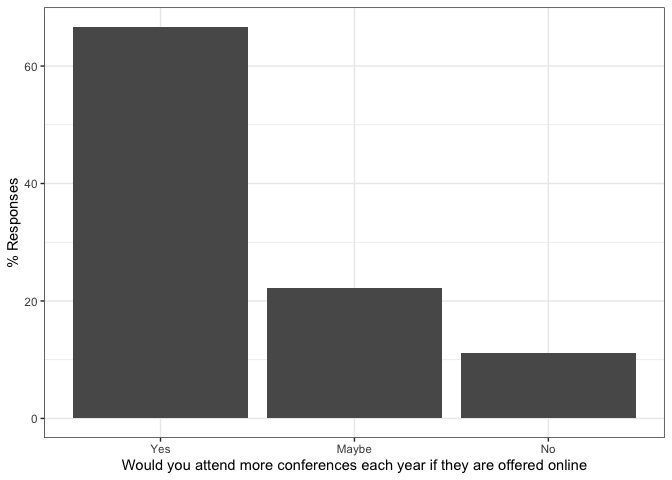 % Responses
60
40
20
0
Yes Maybe No
Would you attend more conferences each year if they are offered online